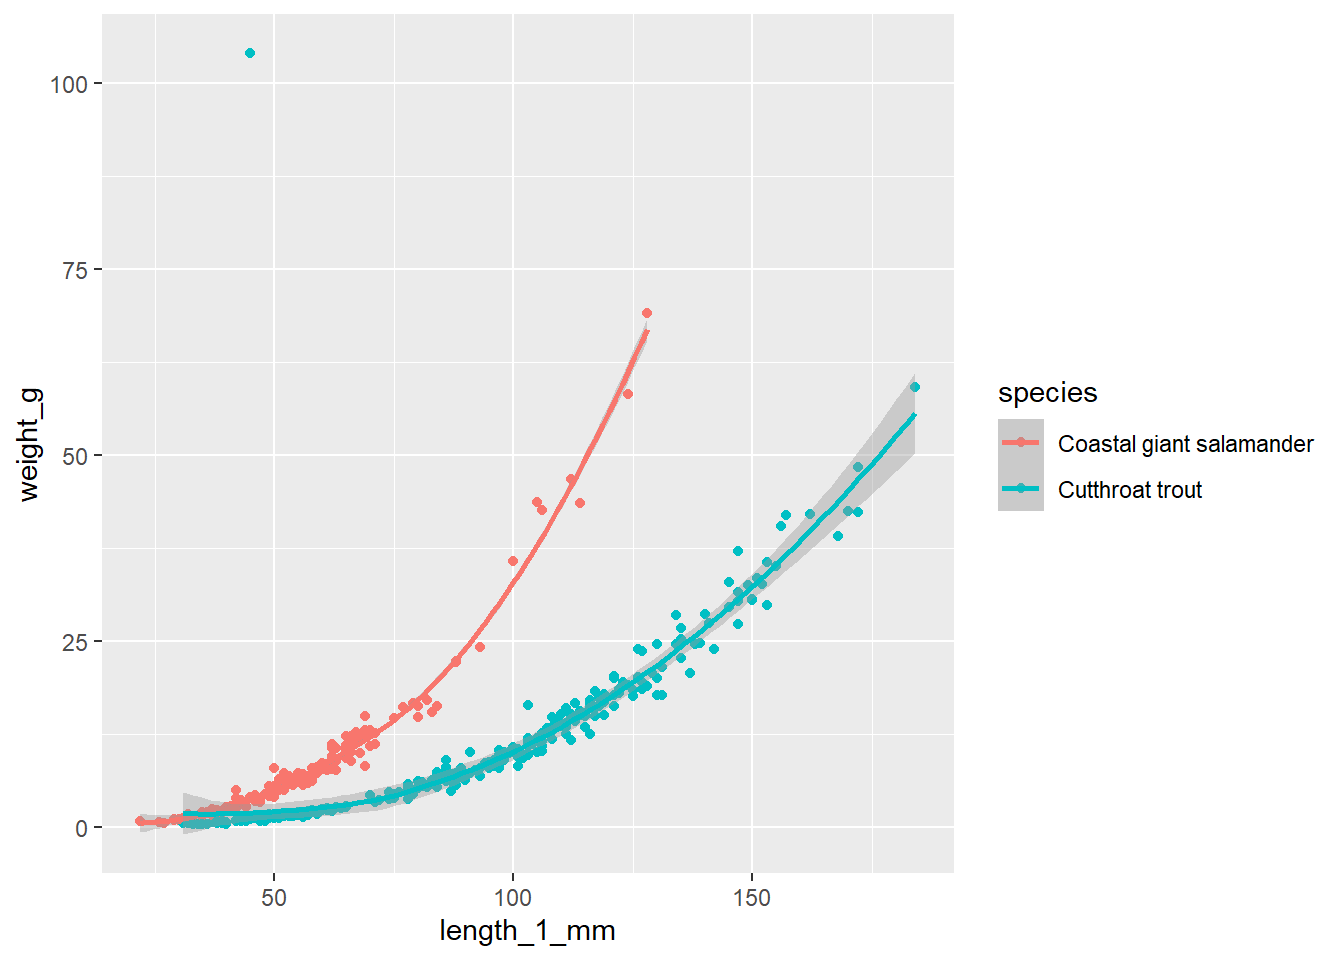 100
75
50
25
0
weight_g
50
100
150
length_1_mm
species
Coastal giant salamander
Cutthroat trout